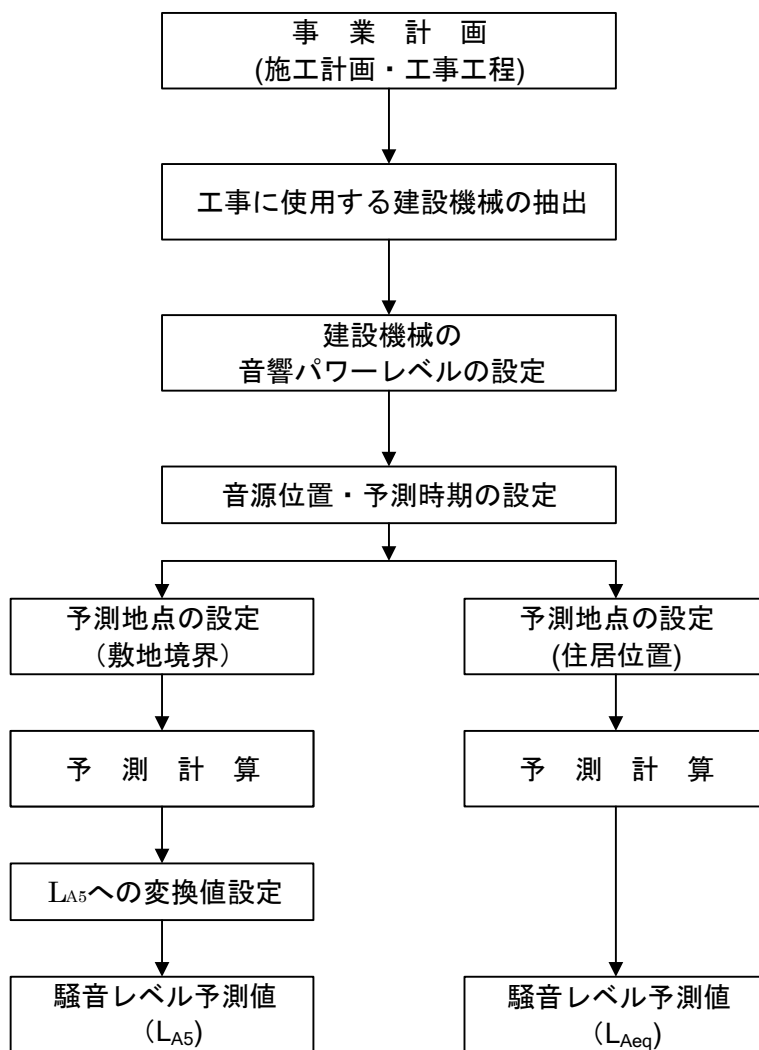 事 業 計 画
(施工計画・工事工程)
工事に使用する建設機械の抽出
建設機械の
音響パワーレベルの設定
音源位置・予測時期の設定
予測地点の設定
（敷地境界）
予測地点の設定
(住居位置)
予 測 計 算
予 測 計 算
LA5への変換値設定
騒音レベル予測値
（LA5)
騒音レベル予測値
（LAeq)